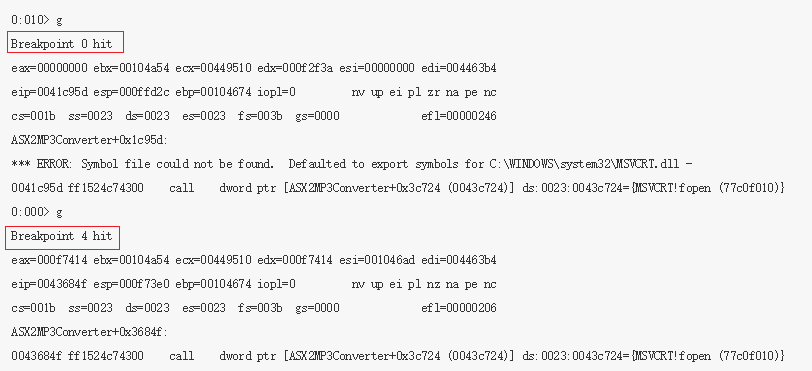 0:010> g
Breakpoint 0 hit
eax=00000000 ebx=00104a54 ecx=00449510 edx=000f2f3a esi=00000000 edi=004463b4
eip=0041c95d esp=000ffd2c ebp=00104674 iopl=0 nv up ei pl zr na pe nc
cs=001b ss=0023 ds=0023 es=0023 fs=003b gs=0000 efl=00000246
ASX2MP3Converter+0x1c95d:
*** ERROR: Symbol file could not be found. Defaulted to export symbols for C:\WINDOWS\system32\MSVCRT.dll -
0041c95d ff1524c74300 call dword ptr [ASX2MP3Converter+0x3c724 (0043c724)] ds:0023:0043c724={MSVCRT!fopen (77c0f010)}
0:000> g
Breakpoint 4 hit
eax=000f7414 ebx=00104a54 ecx=00449510 edx=000f7414 esi=001046ad edi=004463b4
eip=0043684f esp=000f73e0 ebp=00104674 iopl=0 nv up ei pl nz na pe nc
cs=001b ss=0023 ds=0023 es=0023 fs=003b gs=0000 efl=00000206
ASX2MP3Converter+0x3684f:
0043684f ff1524c74300 call dword ptr [ASX2MP3Converter+0x3c724 (0043c724)] ds:0023:0043c724={MSVCRT!fopen (77c0f010)}